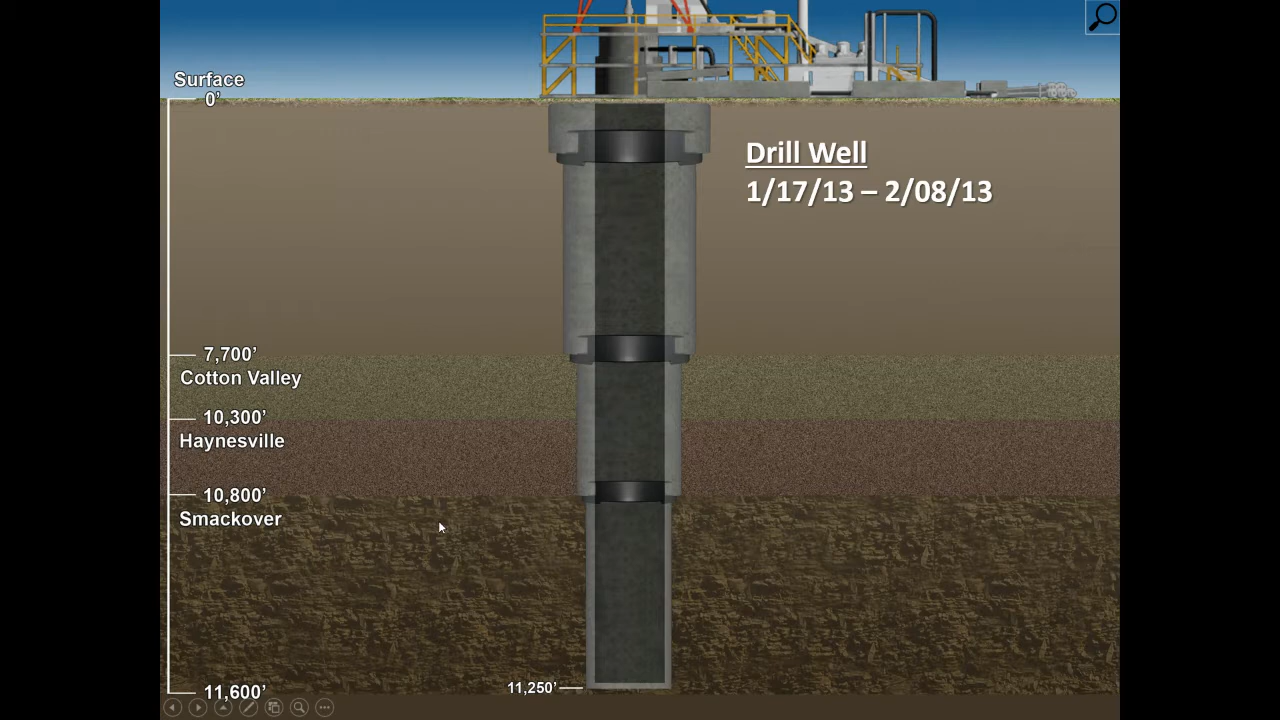 Surface
0’
Drill Well
1/17/13 – 2/08/13
7,700’
Cotton Valley
10,300’
Haynesville
10,800’
Smackover
11,250’
11,600’